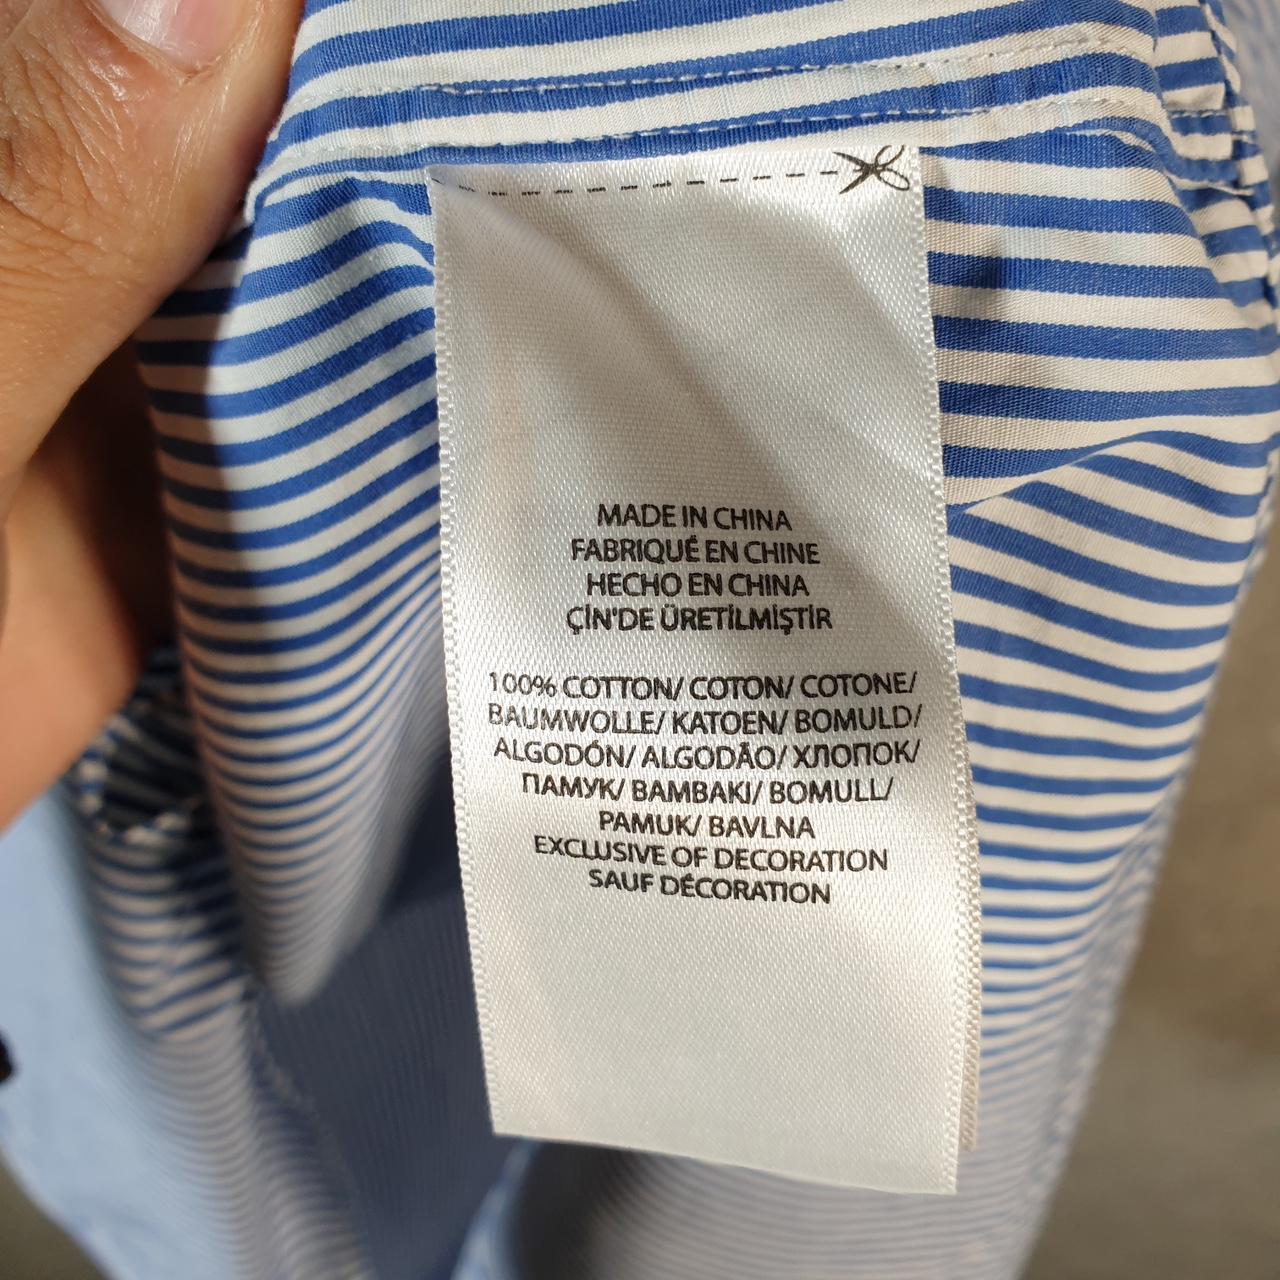 MADE IN CHINA
FABRIQUÉ EN CHINE
HECHO EN CHINA
ÇİN'DE ÜRETİLMİŞTİR
100% COTTON/ COTON/ COTONE/
BAUMWOLLE/ KATOEN/ BOMULD/
ALGODÓN/ ALGODÃO/ ХЛОПОК/
ПАМУК/ BAMBAKI/ BOMULL/
PAMUK/ BAVLNA
EXCLUSIVE OF DECORATION
SAUF DÉCORATION